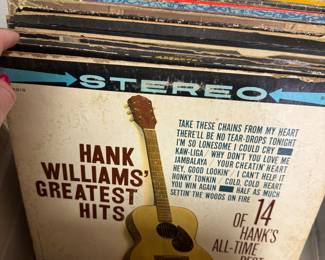 STEREO
TAKE THESE CHAINS FROM MY HEART
THERE'LL BE NO TEAR-DROPS TONIGHT
I'M SO LONESOME I COULD CRY
KAW-LIGA / WHY DON'T YOU LOVE ME
JAMBALAYA / YOUR CHEATIN' HEART
HEY, GOOD LOOKIN' / I CAN'T HELP IT
HONKY TONKIN / COLD, COLD HEART
YOU WIN AGAIN / HALF AS MUCH
SETTIN' THE WOODS ON FIRE
HANK
WILLIAMS'
GREATEST
HITS
14
OF
HANK'S
ALL-TIME
BEST